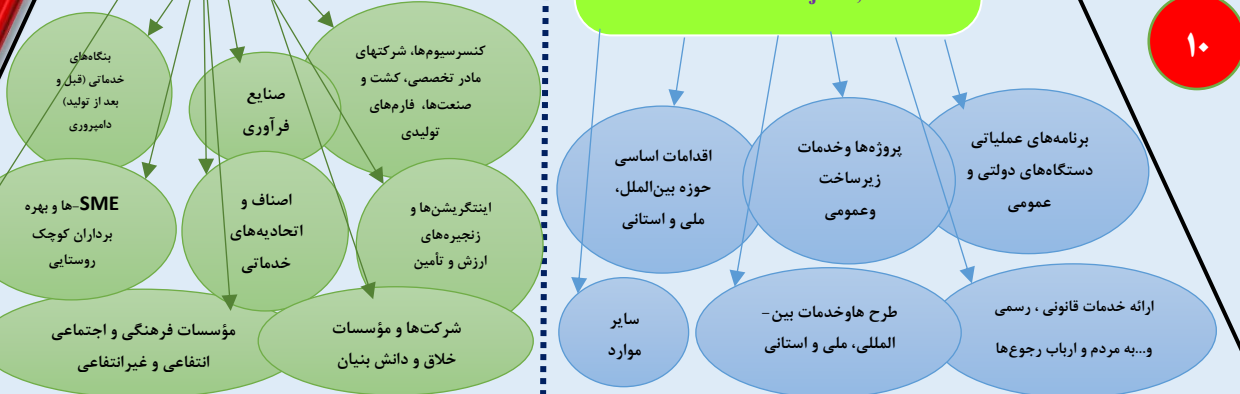 ۱۰
برنامه‌های عملیاتی
دستگاه‌های دولتی و
عمومی
پروژه‌ها وخدمات
زیرساخت
وعمومی
اقدامات اساسی
حوزه بین‌الملل،
ملی و استانی
ارائه خدمات قانونی ، رسمی
و...به مردم و ارباب رجوع‌ها
طرح هاوخدمات بین-
المللی، ملی و استانی
سایر
موارد
کنسرسیوم‌ها، شرکتهای
مادر تخصصی، کشت و
صنعت‌ها، فارم‌های
تولیدی
صنایع
فرآوری
بنگاه‌های
خدماتی (قبل و
بعد از تولید)
دامپروری
اینتگریشن‌ها و
زنجیره‌های
ارزش و تأمین
اصناف و
اتحادیه‌های
خدماتی
SME-ها و بهره
برداران کوچک
روستایی
شرکت‌ها و مؤسسات
خلاق و دانش بنیان
مؤسسات فرهنگی و اجتماعی
انتفاعی و غیرانتفاعی